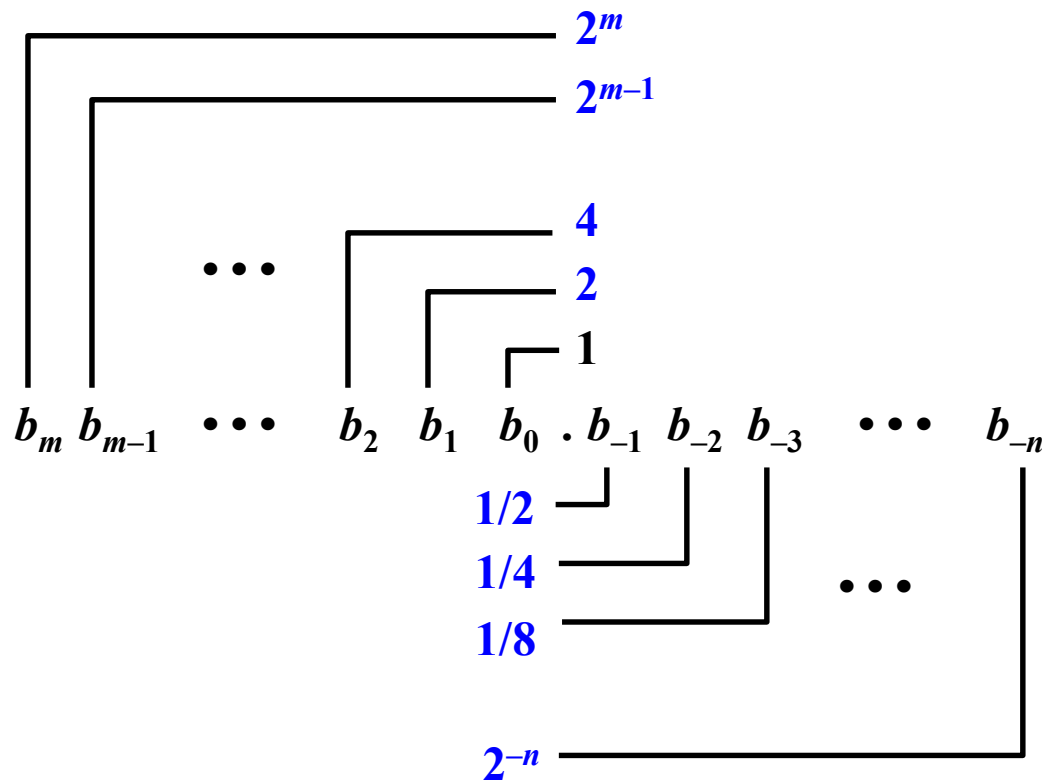 2^m
2^{m–1}
4
• • •
2
1
b_m b_{m–1} • • • b_2 b_1 b_0 . b_{–1} b_{–2} b_{–3} • • • b_{–n}
1/2
1/4
• • •
1/8
2^{–n}